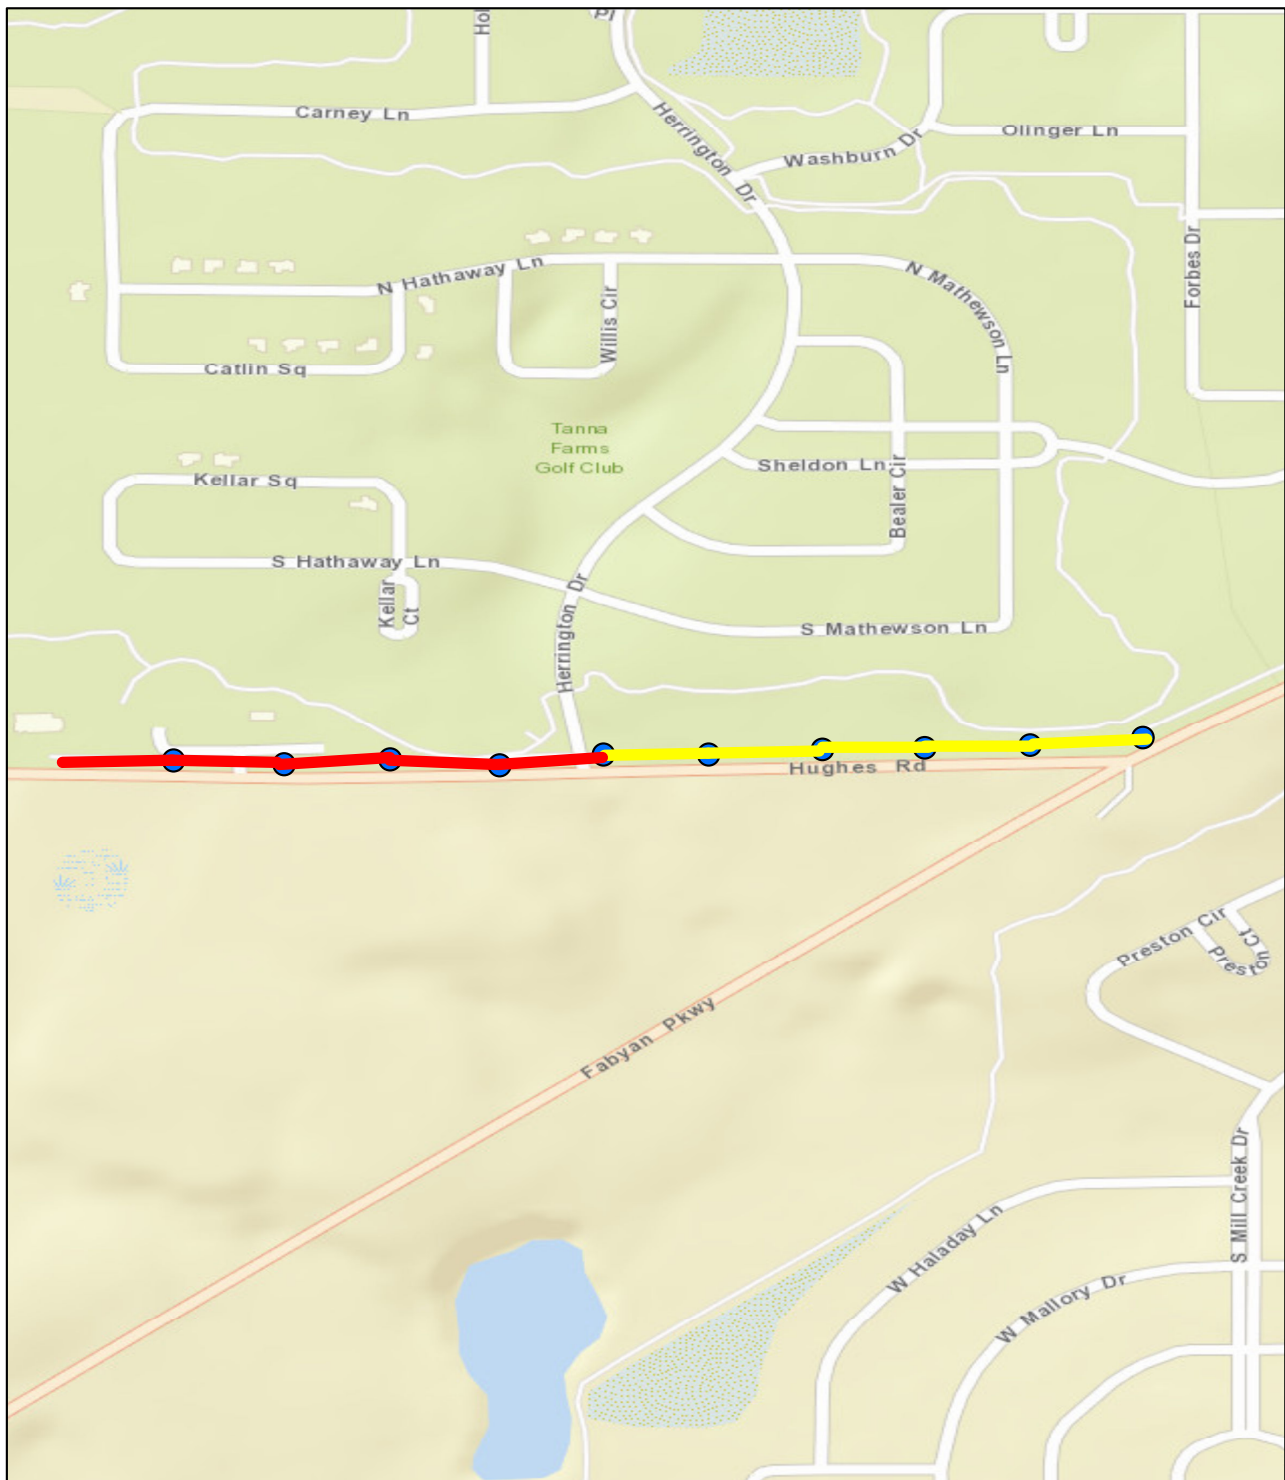 Pl
Hol
Carney Ln
Herrington Dr
Washburn Dr
Olinger Ln
Forbes Dr
N Hathaway Ln
N Mathewson Ln
Willis Cir
Catlin Sq
Tanna
Farms
Golf Club
Sheldon Ln
Bealer Cir
Kellar Sq
S Hathaway Ln
Kellar
Ct
Herrington Dr
S Mathewson Ln
Hughes Rd
Preston Cir
Preston Ct
Fabyan Pkwy
S Mill Creek Dr
W Haladay Ln
W Mallory Dr